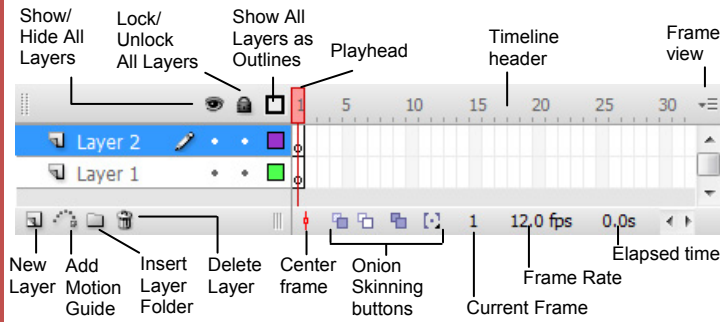 Show/
Hide All
Layers
Lock/
Unlock
All Layers
Show All
Layers as
Outlines
Playhead
Timeline
header
Frame
view
1 5 10 15 20 25 30
Layer 2
Layer 1
1 12.0 fps 0.0s
New
Layer
Add
Motion
Guide
Insert
Layer
Folder
Delete
Layer
Center
frame
Onion
Skinning
buttons
Current Frame
Frame Rate
Elapsed time